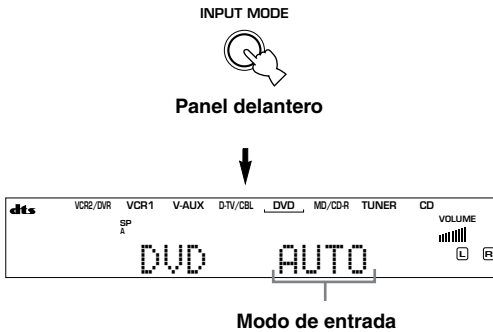 INPUT MODE
Panel delantero
dts VCR2/DVR VCR1 V-AUX D-TV/CBL DVD MD/CD-R TUNER CD
SP
A
VOLUME
L R
DVD AUTO
Modo de entrada